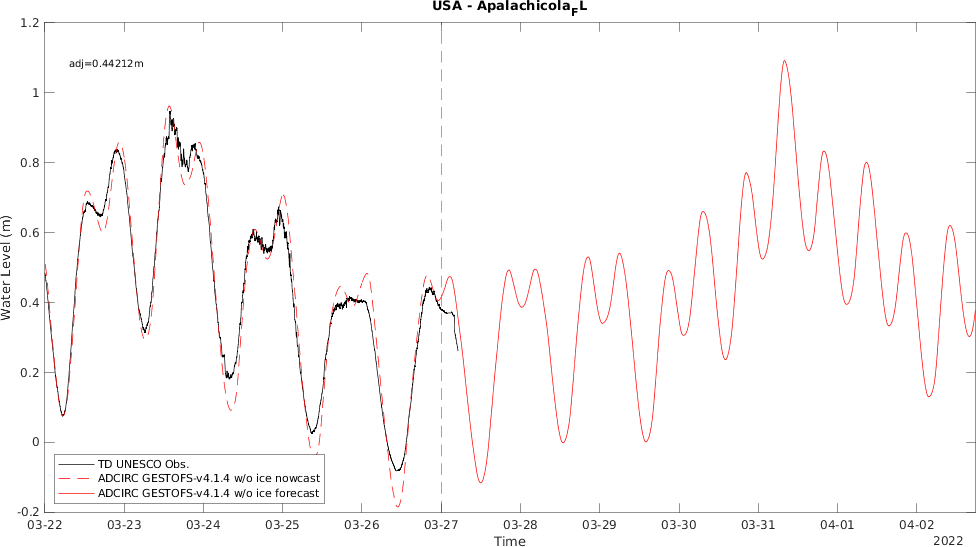 USA - Apalachicola_FL
adj=0.44212m
1.2
1
0.8
0.6
0.4
0.2
0
-0.2
Water Level (m)
TD UNESCO Obs.
ADCIRC GESTOFS-v4.1.4 w/o ice nowcast
ADCIRC GESTOFS-v4.1.4 w/o ice forecast
03-22 03-23 03-24 03-25 03-26 03-27 03-28 03-29 03-30 03-31 04-01 04-02
Time
2022